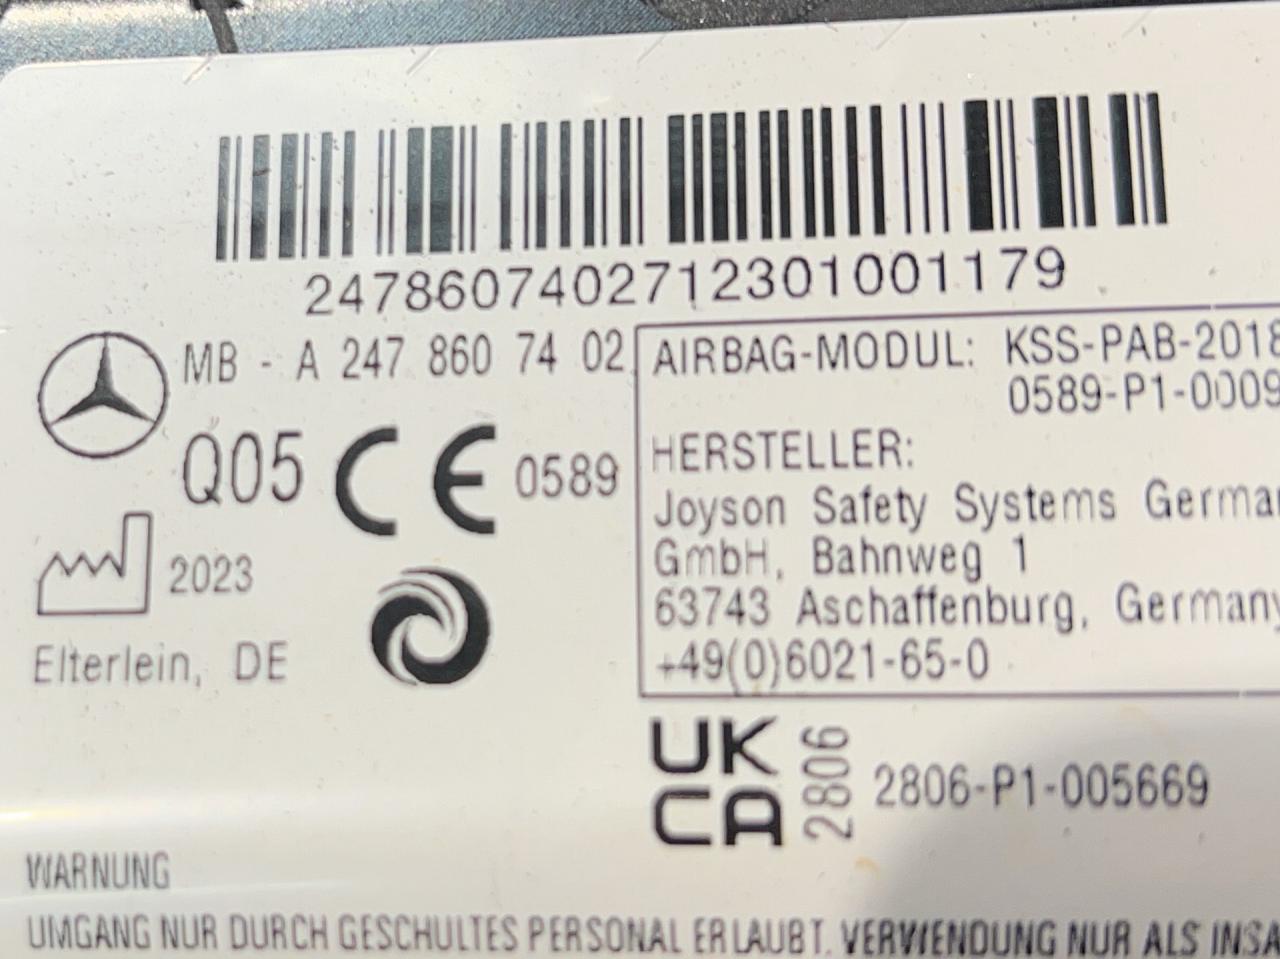 2478607402712301001179
MB - A 247 860 74 02
Q05
CE 0589
2023
Elterlein, DE
AIRBAG-MODUL: KSS-PAB-2018
0589-P1-0009
HERSTELLER:
Joyson Safety Systems
GmbH, Bahnweg 1
63743 Aschaffenburg, Germany
+49(0)6021-65-0
UK
CA
2806
2806-P1-005669
WARNUNG
UMGANG NUR DURCH GESCHULTES PERSONAL ERLAUBT. VERWENDUNG NUR ALS